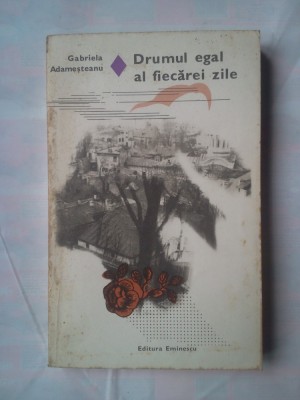 Gabriela
Adameşteanu
Drumul egal
al fiecărei zile
Editura Eminescu